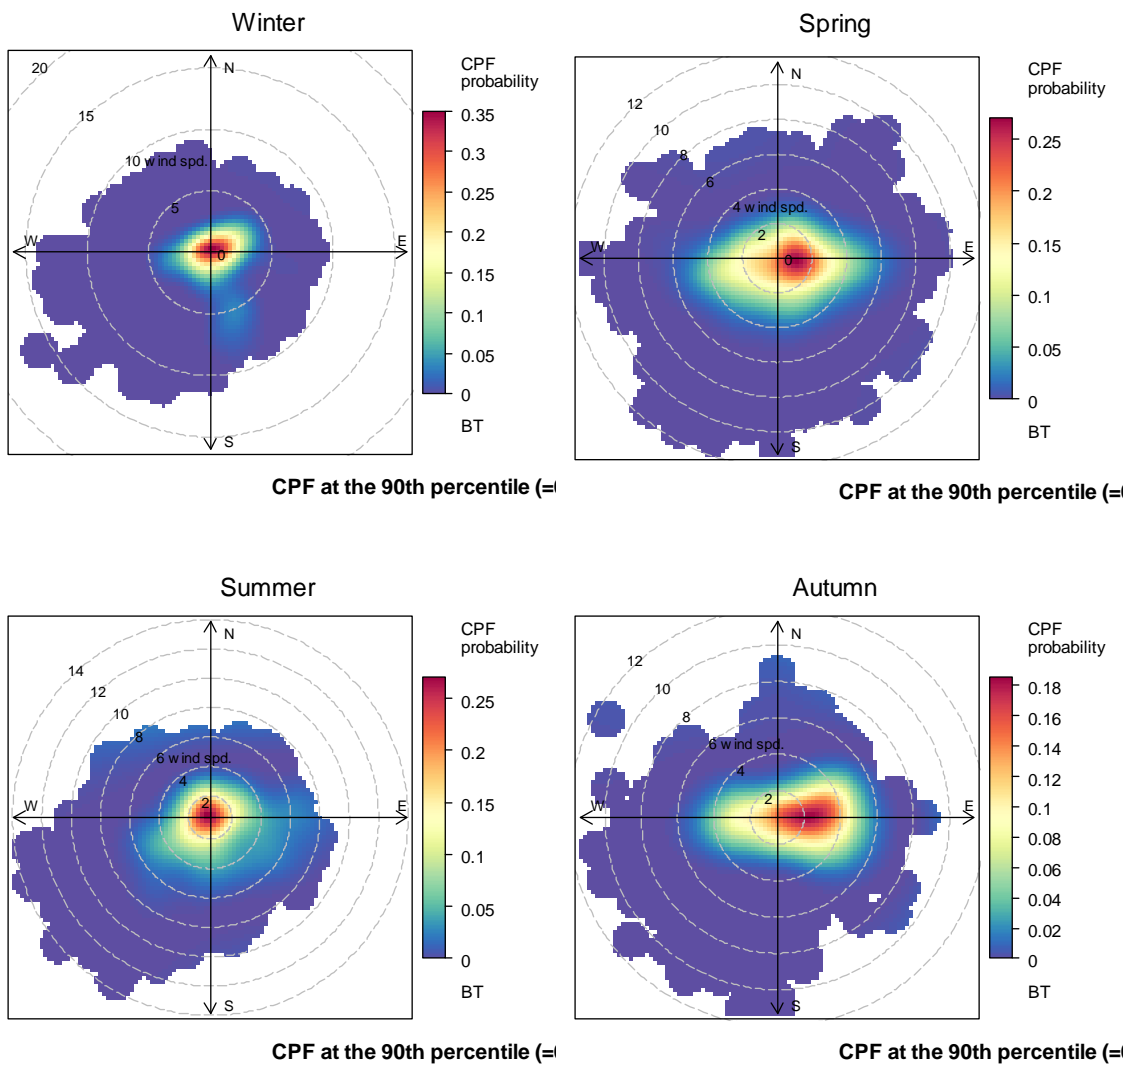 Winter
CPF
probability
20
15
10 wind spd.
5
0
N
W
E
S
0.35
0.3
0.25
0.2
0.15
0.1
0.05
0
BT
CPF at the 90th percentile (=
Spring
CPF
probability
12
10
8
6
4 wind spd.
2
0
N
W
E
S
0.25
0.2
0.15
0.1
0.05
0
BT
CPF at the 90th percentile (=
Summer
CPF
probability
14
12
10
8
6 wind spd.
4
2
N
W
E
S
0.25
0.2
0.15
0.1
0.05
0
BT
CPF at the 90th percentile (=
Autumn
CPF
probability
12
10
8
6 wind spd.
4
2
N
W
E
S
0.18
0.16
0.14
0.12
0.1
0.08
0.06
0.04
0.02
0
BT
CPF at the 90th percentile (=